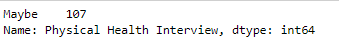 Maybe    107
Name: Physical Health Interview, dtype: int64